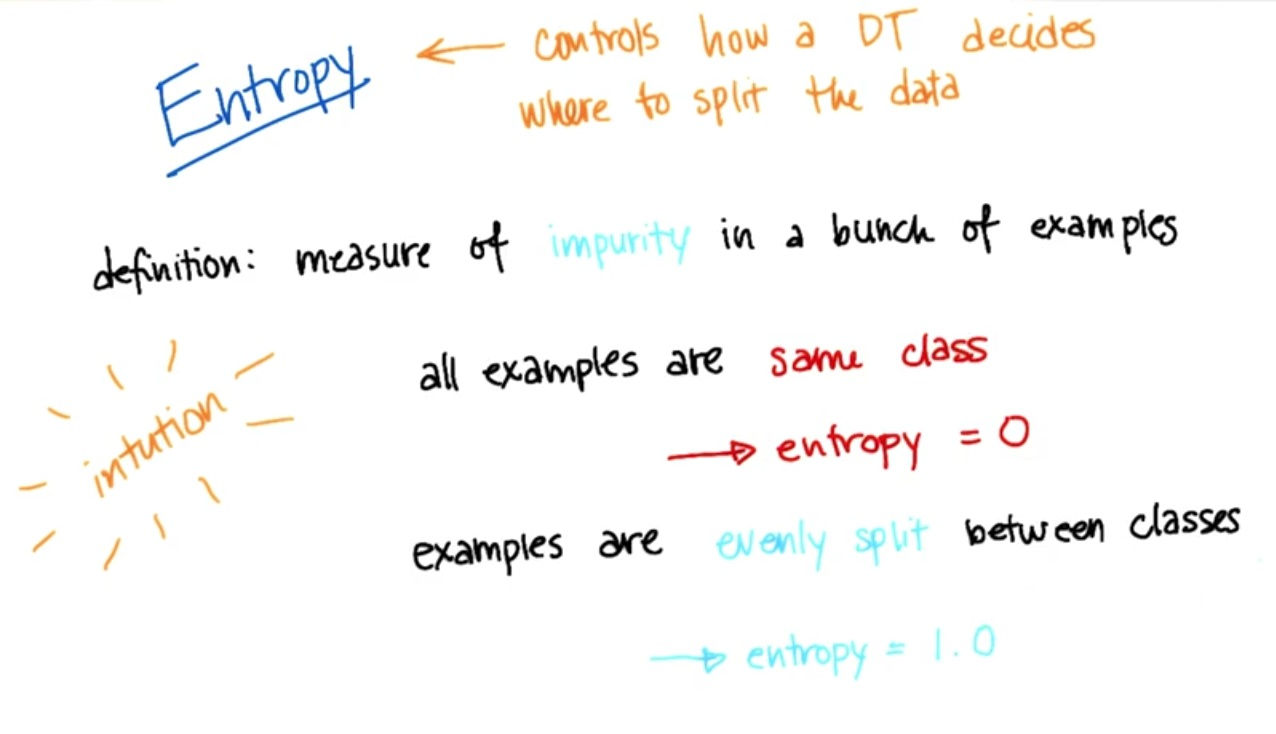 Entropy
controls how a DT decides
where to split the data
definition: measure of impurity in a bunch of examples
intution
all examples are same class
entropy = 0
examples are evenly split between classes
entropy = 1.0